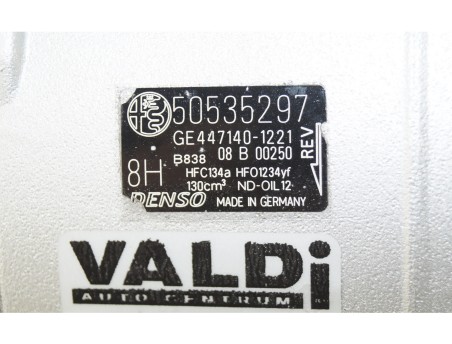 50535297
GE447140-1221
B838 08 B 00250
8H HFC134a HFO1234yf
130cm³ ND-OIL12
DENSO MADE IN GERMANY
REV
VALDi
AUTO CENTRUM